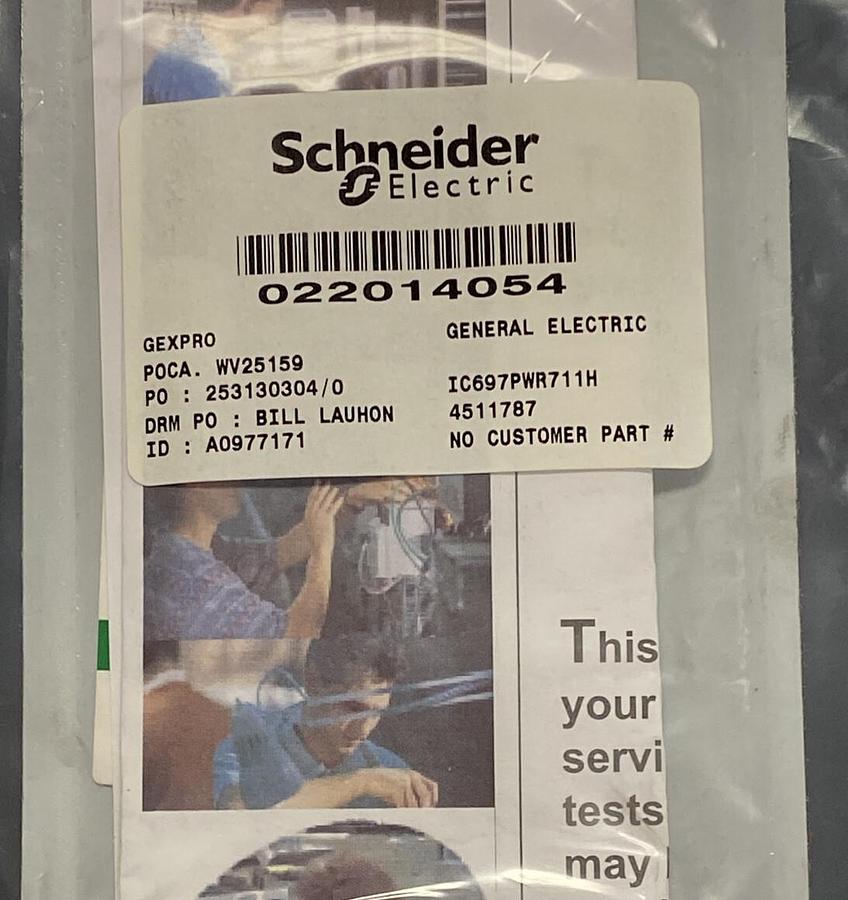 Schneider
Electric
022014054
GEXPRO
POCA. WV25159
PO : 253130304/0
DRM PO : BILL LAUHON
ID : A0977171
GENERAL ELECTRIC
IC697PWR711H
4511787
NO CUSTOMER PART #
This
your
servi
tests
may